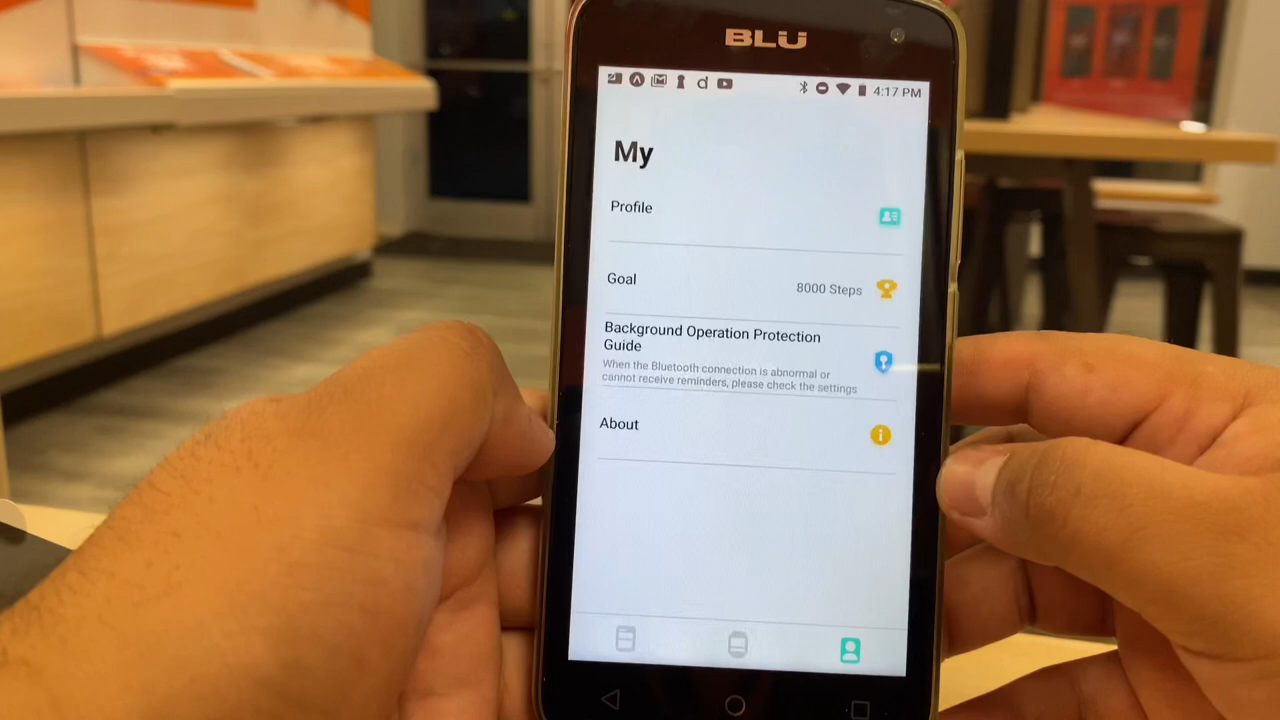 BLU
d
4:17 PM
My
Profile
Goal
8000 Steps
Background Operation Protection
Guide
When the Bluetooth connection is abnormal or
cannot receive reminders, please check the settings
About